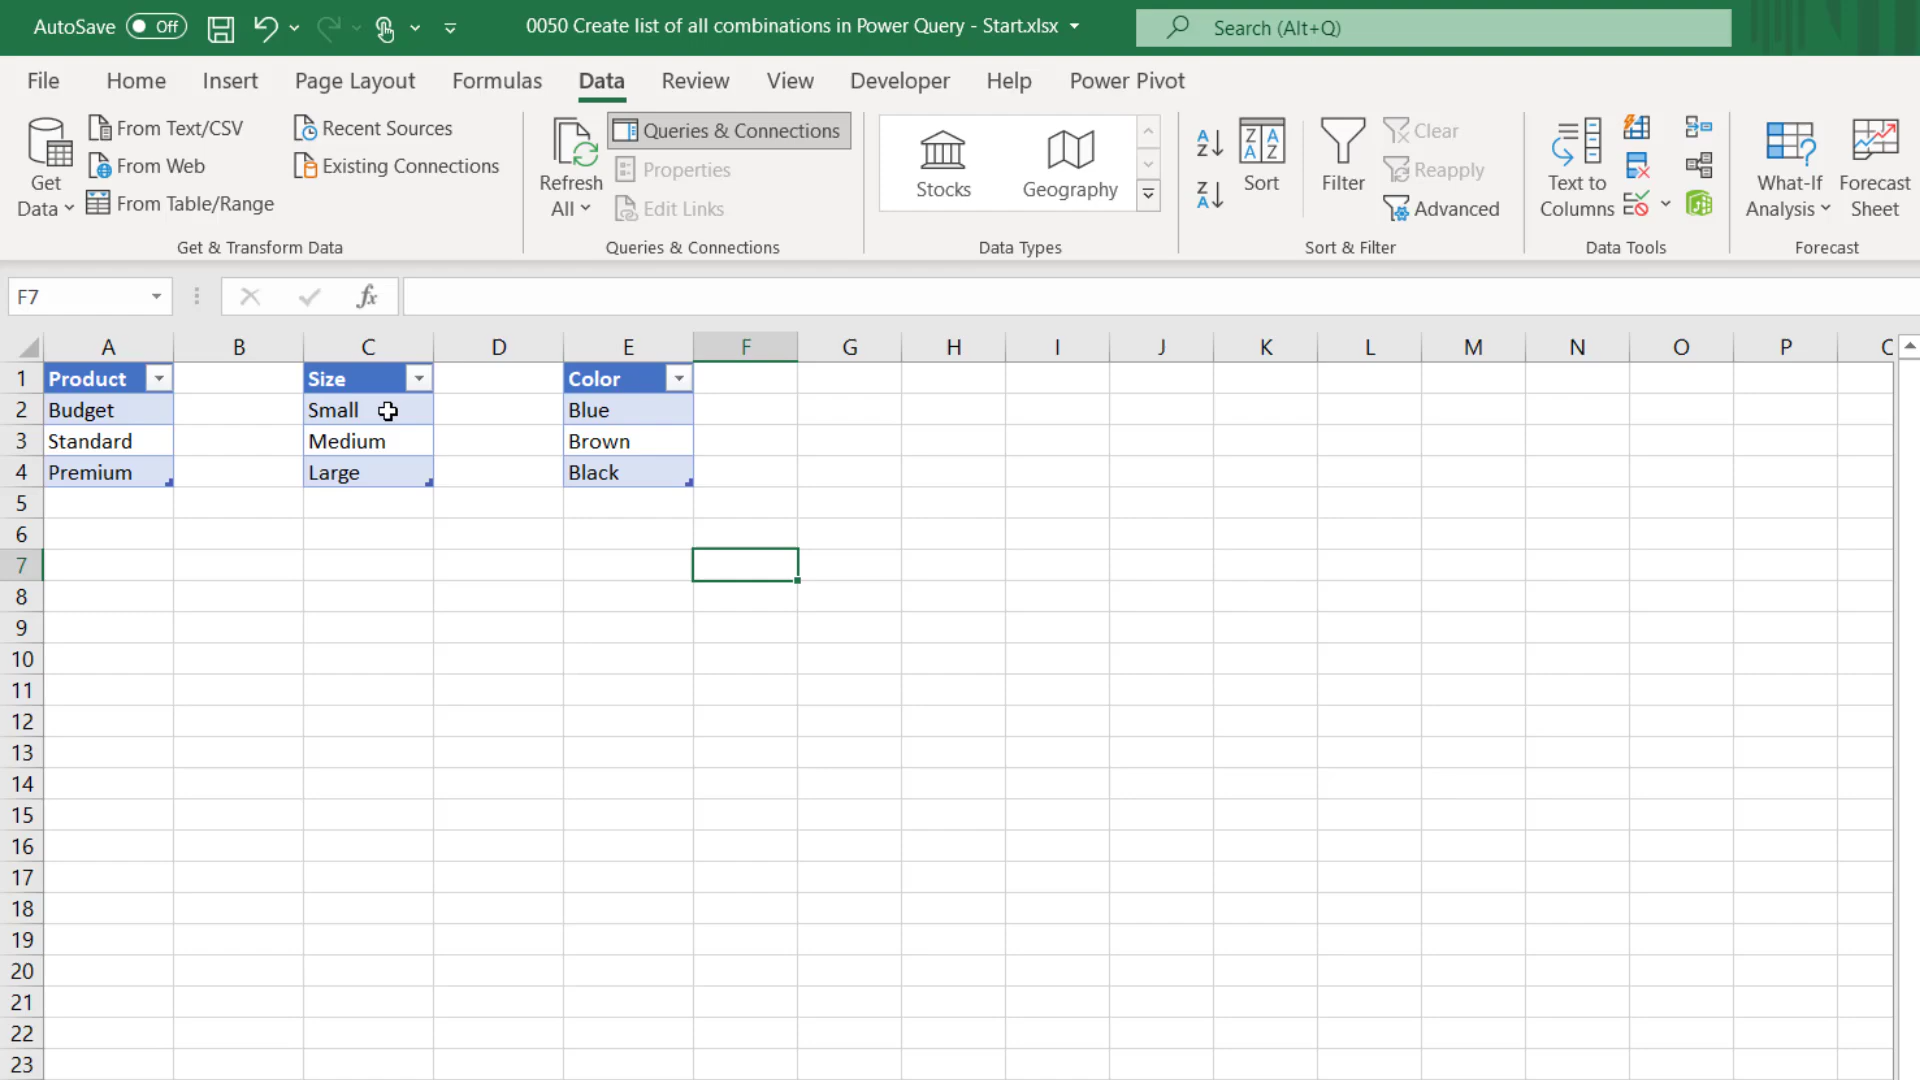 AutoSave Off 0050 Create list of all combinations in Power Query - Start.xlsx Search (Alt+Q)
File Home Insert Page Layout Formulas Data Review View Developer Help Power Pivot
Get Data
From Text/CSV
From Web
From Table/Range
Recent Sources
Existing Connections
Get & Transform Data
Refresh All
Queries & Connections
Properties
Edit Links
Queries & Connections
Stocks
Geography
Data Types
Sort
Filter
Clear
Reapply
Advanced
Sort & Filter
Text to Columns
Data Tools
What-If Analysis
Forecast Sheet
Forecast
F7 fx
A B C D E F G H I J K L M N O P
1 Product Size Color
2 Budget Small Blue
3 Standard Medium Brown
4 Premium Large Black
5
6
7
8
9
10
11
12
13
14
15
16
17
18
19
20
21
22
23